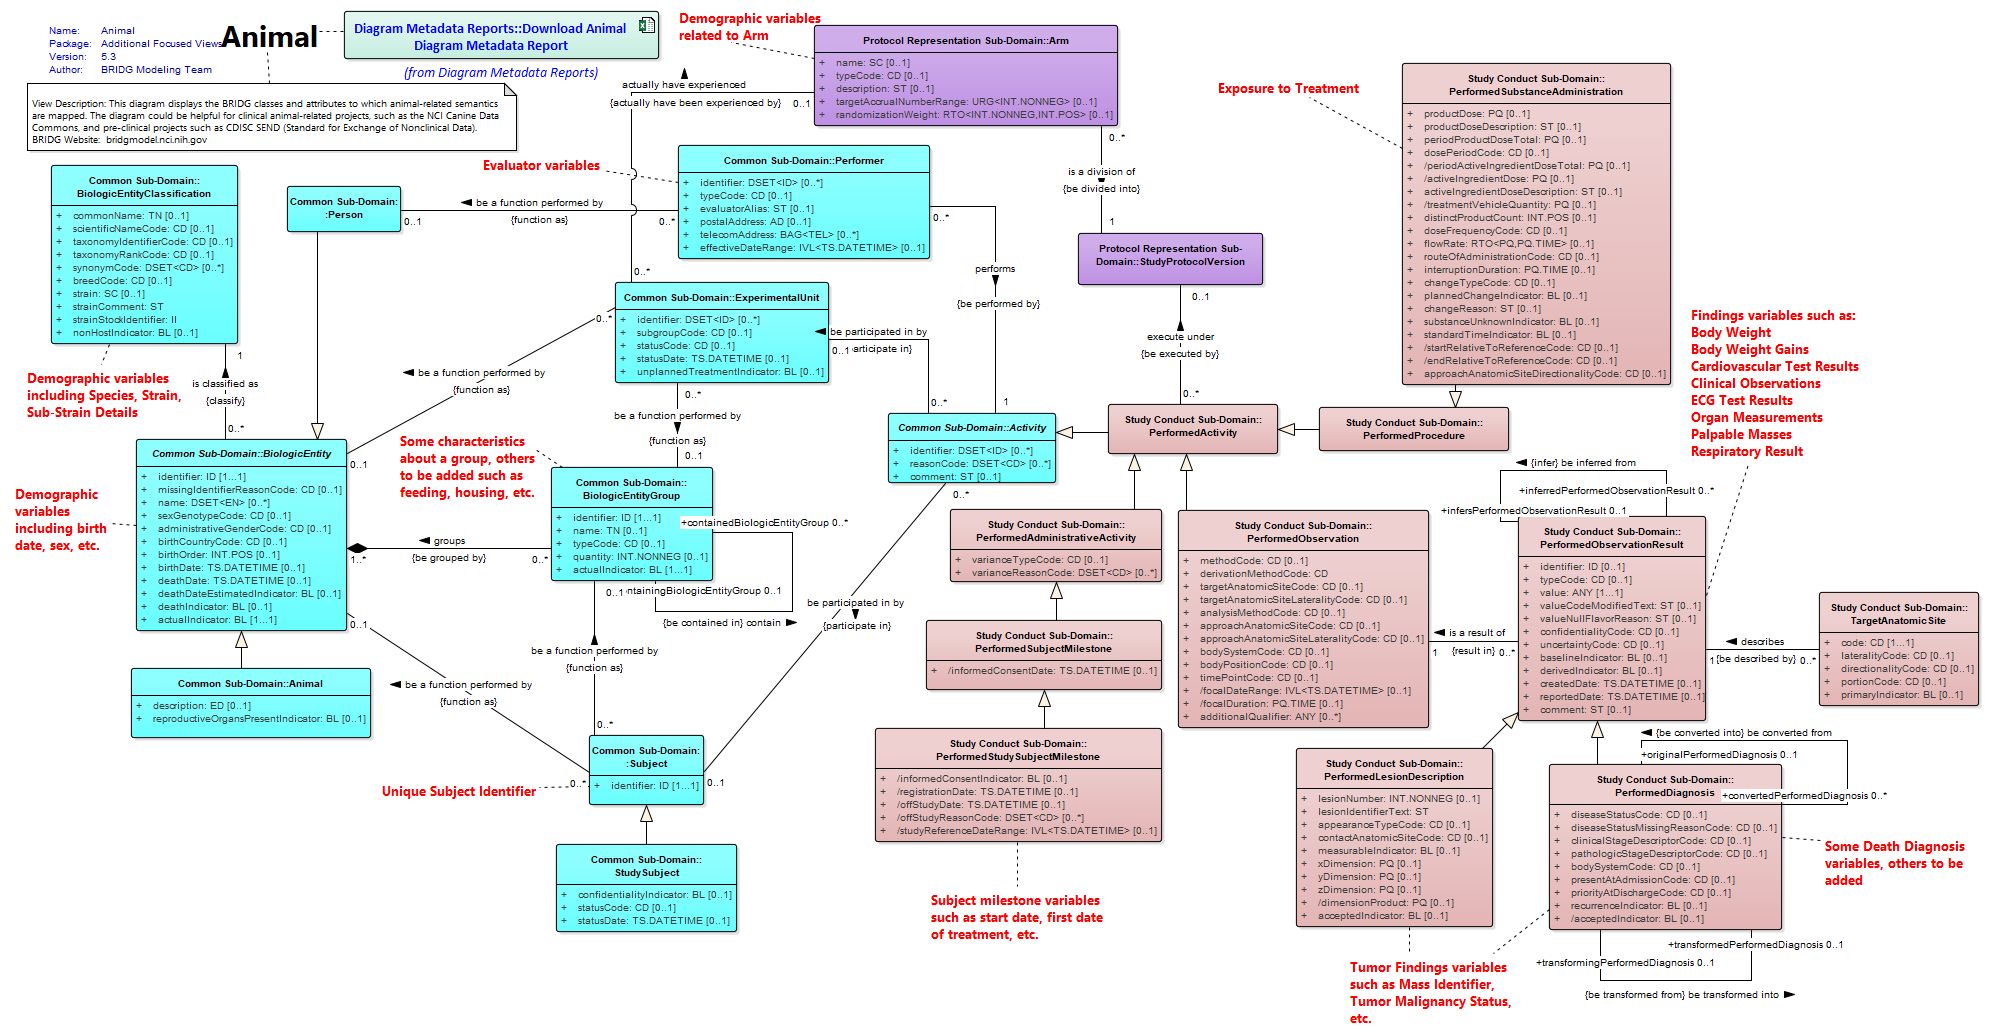 Name: Animal
Package: Additional Focused Views
Version: 5.3
Author: BRIDG Modeling Team
Animal
Diagram Metadata Reports::Download Animal
Diagram Metadata Report
(from Diagram Metadata Reports)
View Description: This diagram displays the BRIDG classes and attributes to which animal-related semantics
are mapped. The diagram could be helpful for clinical animal-related projects, such as the NCI Canine Data
Commons, and pre-clinical projects such as CDISC SEND (Standard for Exchange of Nonclinical Data).
BRIDG Website: bridgmodel.nci.nih.gov
Demographic variables
related to Arm
Protocol Representation Sub-Domain::Arm
+ name: SC [0..1]
+ typeCode: CD [0..1]
+ description: ST [0..1]
+ targetAccrualNumberRange: URG<INT.NONNEG> [0..1]
+ randomizationWeight: RTO<INT.NONNEG,INT.POS> [0..1]
actually have experienced
{actually have been experienced by}
0..1
0..*
0..*
is a division of
{be divided into}
1
Protocol Representation Sub-
Domain::StudyProtocolVersion
0..1
execute under
{be executed by}
0..*
Exposure to Treatment
Study Conduct Sub-Domain::
PerformedSubstanceAdministration
+ productDose: PQ [0..1]
+ productDoseDescription: ST [0..1]
+ periodProductDoseTotal: PQ [0..1]
+ dosePeriodCode: CD [0..1]
+ /periodActiveIngredientDoseTotal: PQ [0..1]
+ /activeIngredientDose: PQ [0..1]
+ activeIngredientDoseDescription: ST [0..1]
+ /treatmentVehicleQuantity: PQ [0..1]
+ distinctProductCount: INT.POS [0..1]
+ doseFrequencyCode: CD [0..1]
+ flowRate: RTO<PQ,PQ.TIME> [0..1]
+ routeOfAdministrationCode: CD [0..1]
+ interruptionDuration: PQ.TIME [0..1]
+ changeTypeCode: CD [0..1]
+ plannedChangeIndicator: BL [0..1]
+ changeReason: ST [0..1]
+ substanceUnknownIndicator: BL [0..1]
+ standardTimeIndicator: BL [0..1]
+ /startRelativeToReferenceCode: CD [0..1]
+ /endRelativeToReferenceCode: CD [0..1]
+ approachAnatomicSiteDirectionalityCode: CD [0..1]
Evaluator variables
Common Sub-Domain::Performer
+ identifier: DSET<ID> [0..*]
+ typeCode: CD [0..1]
+ evaluatorAlias: ST [0..1]
+ postalAddress: AD [0..1]
+ telecomAddress: BAG<TEL> [0..*]
+ effectiveDateRange: IVL<TS.DATETIME> [0..1]
be a function performed by
{function as}
0..1
0..*
0..*
performs
{be performed by}
1
Common Sub-Domain:
:Person
Common Sub-Domain::
BiologicEntityClassification
+ commonName: TN [0..1]
+ scientificNameCode: CD [0..1]
+ taxonomyIdentifierCode: CD [0..1]
+ taxonomyRankCode: CD [0..1]
+ synonymCode: DSET<CD> [0..*]
+ breedCode: CD [0..1]
+ strain: SC [0..1]
+ strainComment: ST
+ strainStockIdentifier: II
+ nonHostIndicator: BL [0..1]
Demographic variables
including Species, Strain,
Sub-Strain Details
1
is classified as
{classify}
0..*
Common Sub-Domain::ExperimentalUnit
+ identifier: DSET<ID> [0..*]
+ subgroupCode: CD [0..1]
+ statusCode: CD [0..1]
+ statusDate: TS.DATETIME [0..1]
+ unplannedTreatmentIndicator: BL [0..1]
0..*
be a function performed by
{function as}
0..1
be participated in by
0..1
articipate in}
0..*
0..*
be a function performed by
{function as}
0..1
Common Sub-Domain::Activity
+ identifier: DSET<ID> [0..*]
+ reasonCode: DSET<CD> [0..*]
+ comment: ST [0..1]
0..*
be participated in by
{participate in}
0..1
Study Conduct Sub-Domain::
PerformedActivity
Study Conduct Sub-Domain::
PerformedProcedure
Findings variables such as:
Body Weight
Body Weight Gains
Cardiovascular Test Results
Clinical Observations
ECG Test Results
Organ Measurements
Palpable Masses
Respiratory Result
Demographic
variables
including birth
date, sex, etc.
Common Sub-Domain::BiologicEntity
+ identifier: ID [1...1]
+ missingIdentifierReasonCode: CD [0..1]
+ name: DSET<EN> [0..*]
+ sexGenotypeCode: CD [0..1]
+ administrativeGenderCode: CD [0..1]
+ birthCountryCode: CD [0..1]
+ birthOrder: INT.POS [0..1]
+ birthDate: TS.DATETIME [0..1]
+ deathDate: TS.DATETIME [0..1]
+ deathDateEstimatedIndicator: BL [0..1]
+ deathIndicator: BL [0..1]
+ actualIndicator: BL [1...1]
1..*
groups
{be grouped by}
0..*
Some characteristics
about a group, others
to be added such as
feeding, housing, etc.
Common Sub-Domain::
BiologicEntityGroup
+ identifier: ID [1...1]
+ name: TN [0..1]
+ typeCode: CD [0..1]
+ quantity: INT.NONNEG [0..1]
+ actualIndicator: BL [1...1]
+containedBiologicEntityGroup 0..*
ntainingBiologicEntityGroup 0..1
{be contained in} contain
0..1
be a function performed by
{function as}
0..*
0..1
be a function performed by
{function as}
0..*
Common Sub-Domain::Animal
+ description: ED [0..1]
+ reproductiveOrgansPresentIndicator: BL [0..1]
Unique Subject Identifier
Common Sub-Domain:
:Subject
+ identifier: ID [1...1]
Common Sub-Domain::
StudySubject
+ confidentialityIndicator: BL [0..1]
+ statusCode: CD [0..1]
+ statusDate: TS.DATETIME [0..1]
Study Conduct Sub-Domain::
PerformedAdministrativeActivity
+ varianceTypeCode: CD [0..1]
+ varianceReasonCode: DSET<CD> [0..*]
Study Conduct Sub-Domain::
PerformedSubjectMilestone
+ /informedConsentDate: TS.DATETIME [0..1]
Study Conduct Sub-Domain::
PerformedStudySubjectMilestone
+ /informedConsentIndicator: BL [0..1]
+ /registrationDate: TS.DATETIME [0..1]
+ /offStudyDate: TS.DATETIME [0..1]
+ /offStudyReasonCode: DSET<CD> [0..*]
+ /studyReferenceDateRange: IVL<TS.DATETIME> [0..1]
Subject milestone variables
such as start date, first date
of treatment, etc.
Study Conduct Sub-Domain::
PerformedObservation
+ methodCode: CD [0..1]
+ derivationMethodCode: CD
+ targetAnatomicSiteCode: CD [0..1]
+ targetAnatomicSiteLateralityCode: CD [0..1]
+ analysisMethodCode: CD [0..1]
+ approachAnatomicSiteCode: CD [0..1]
+ approachAnatomicSiteLateralityCode: CD [0..1]
+ bodySystemCode: CD [0..1]
+ bodyPositionCode: CD [0..1]
+ timePointCode: CD [0..1]
+ /focalDateRange: IVL<TS.DATETIME> [0..1]
+ /focalDuration: PQ.TIME [0..1]
+ additionalQualifier: ANY [0..*]
is a result of
1 {result in} 0..*
{infer} be inferred from
+inferredPerformedObservationResult 0..*
+infersPerformedObservationResult 0..1
Study Conduct Sub-Domain::
PerformedObservationResult
+ identifier: ID [0..1]
+ typeCode: CD [0..1]
+ value: ANY [1...1]
+ valueCodeModifiedText: ST [0..1]
+ valueNullFlavorReason: ST [0..1]
+ confidentialityCode: CD [0..1]
+ uncertaintyCode: CD [0..1]
+ baselineIndicator: BL [0..1]
+ derivedIndicator: BL [0..1]
+ createdDate: TS.DATETIME [0..1]
+ reportedDate: TS.DATETIME [0..1]
+ comment: ST [0..1]
describes
1 {be described by} 0..*
Study Conduct Sub-Domain::
TargetAnatomicSite
+ code: CD [1...1]
+ lateralityCode: CD [0..1]
+ directionalityCode: CD [0..1]
+ portionCode: CD [0..1]
+ primaryIndicator: BL [0..1]
Study Conduct Sub-Domain::
PerformedLesionDescription
+ lesionNumber: INT.NONNEG [0..1]
+ lesionIdentifierText: ST
+ appearanceTypeCode: CD [0..1]
+ contactAnatomicSiteCode: CD [0..1]
+ measurableIndicator: BL [0..1]
+ xDimension: PQ [0..1]
+ yDimension: PQ [0..1]
+ zDimension: PQ [0..1]
+ /dimensionProduct: PQ [0..1]
+ acceptedIndicator: BL [0..1]
{be converted into} be converted from
+originalPerformedDiagnosis 0..1
+convertedPerformedDiagnosis 0..*
Study Conduct Sub-Domain::
PerformedDiagnosis
+ diseaseStatusCode: CD [0..1]
+ diseaseStatusMissingReasonCode: CD [0..1]
+ clinicalStageDescriptorCode: CD [0..1]
+ pathologicStageDescriptorCode: CD [0..1]
+ bodySystemCode: CD [0..1]
+ presentAtAdmissionCode: CD [0..1]
+ priorityAtDischargeCode: CD [0..1]
+ recurrenceIndicator: BL [0..1]
+ /acceptedIndicator: BL [0..1]
Some Death Diagnosis
variables, others to be
added
+transformedPerformedDiagnosis 0..1
+transformingPerformedDiagnosis 0..1
{be transformed from} be transformed into
Tumor Findings variables
such as Mass Identifier,
Tumor Malignancy Status,
etc.